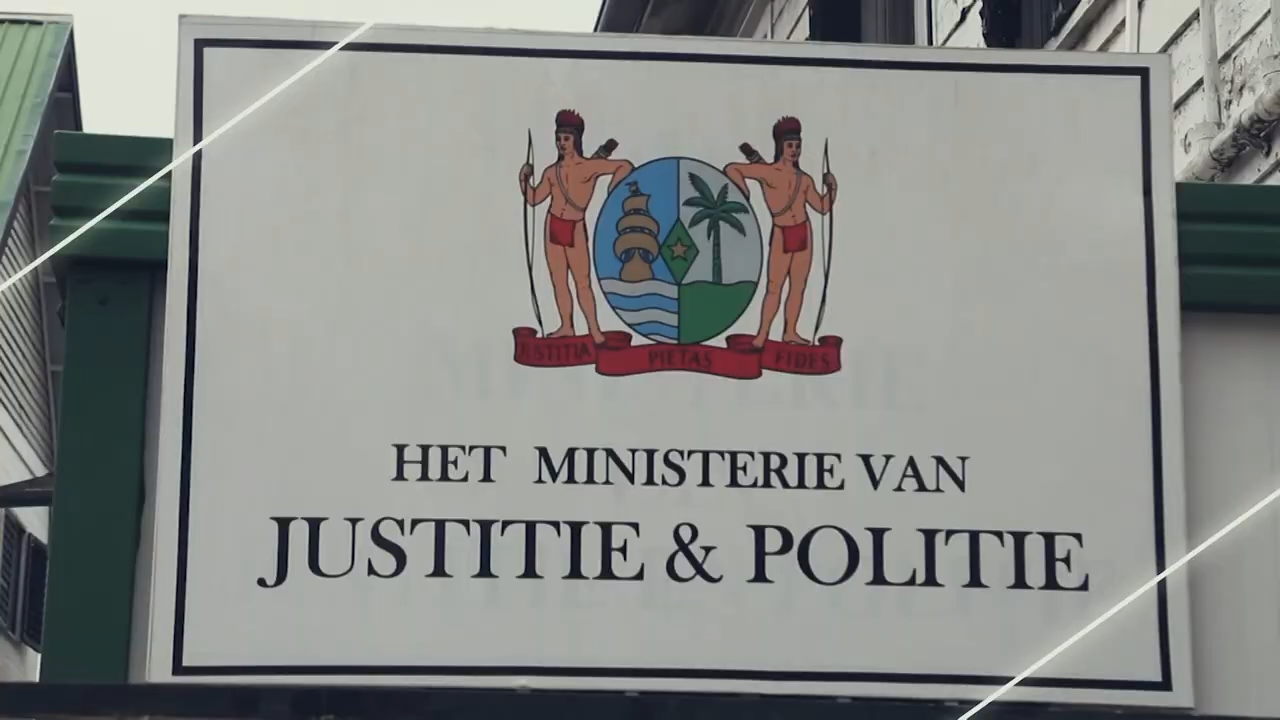 JUSTITIA PIETAS FIDES
HET MINISTERIE VAN
JUSTITIE & POLITIE